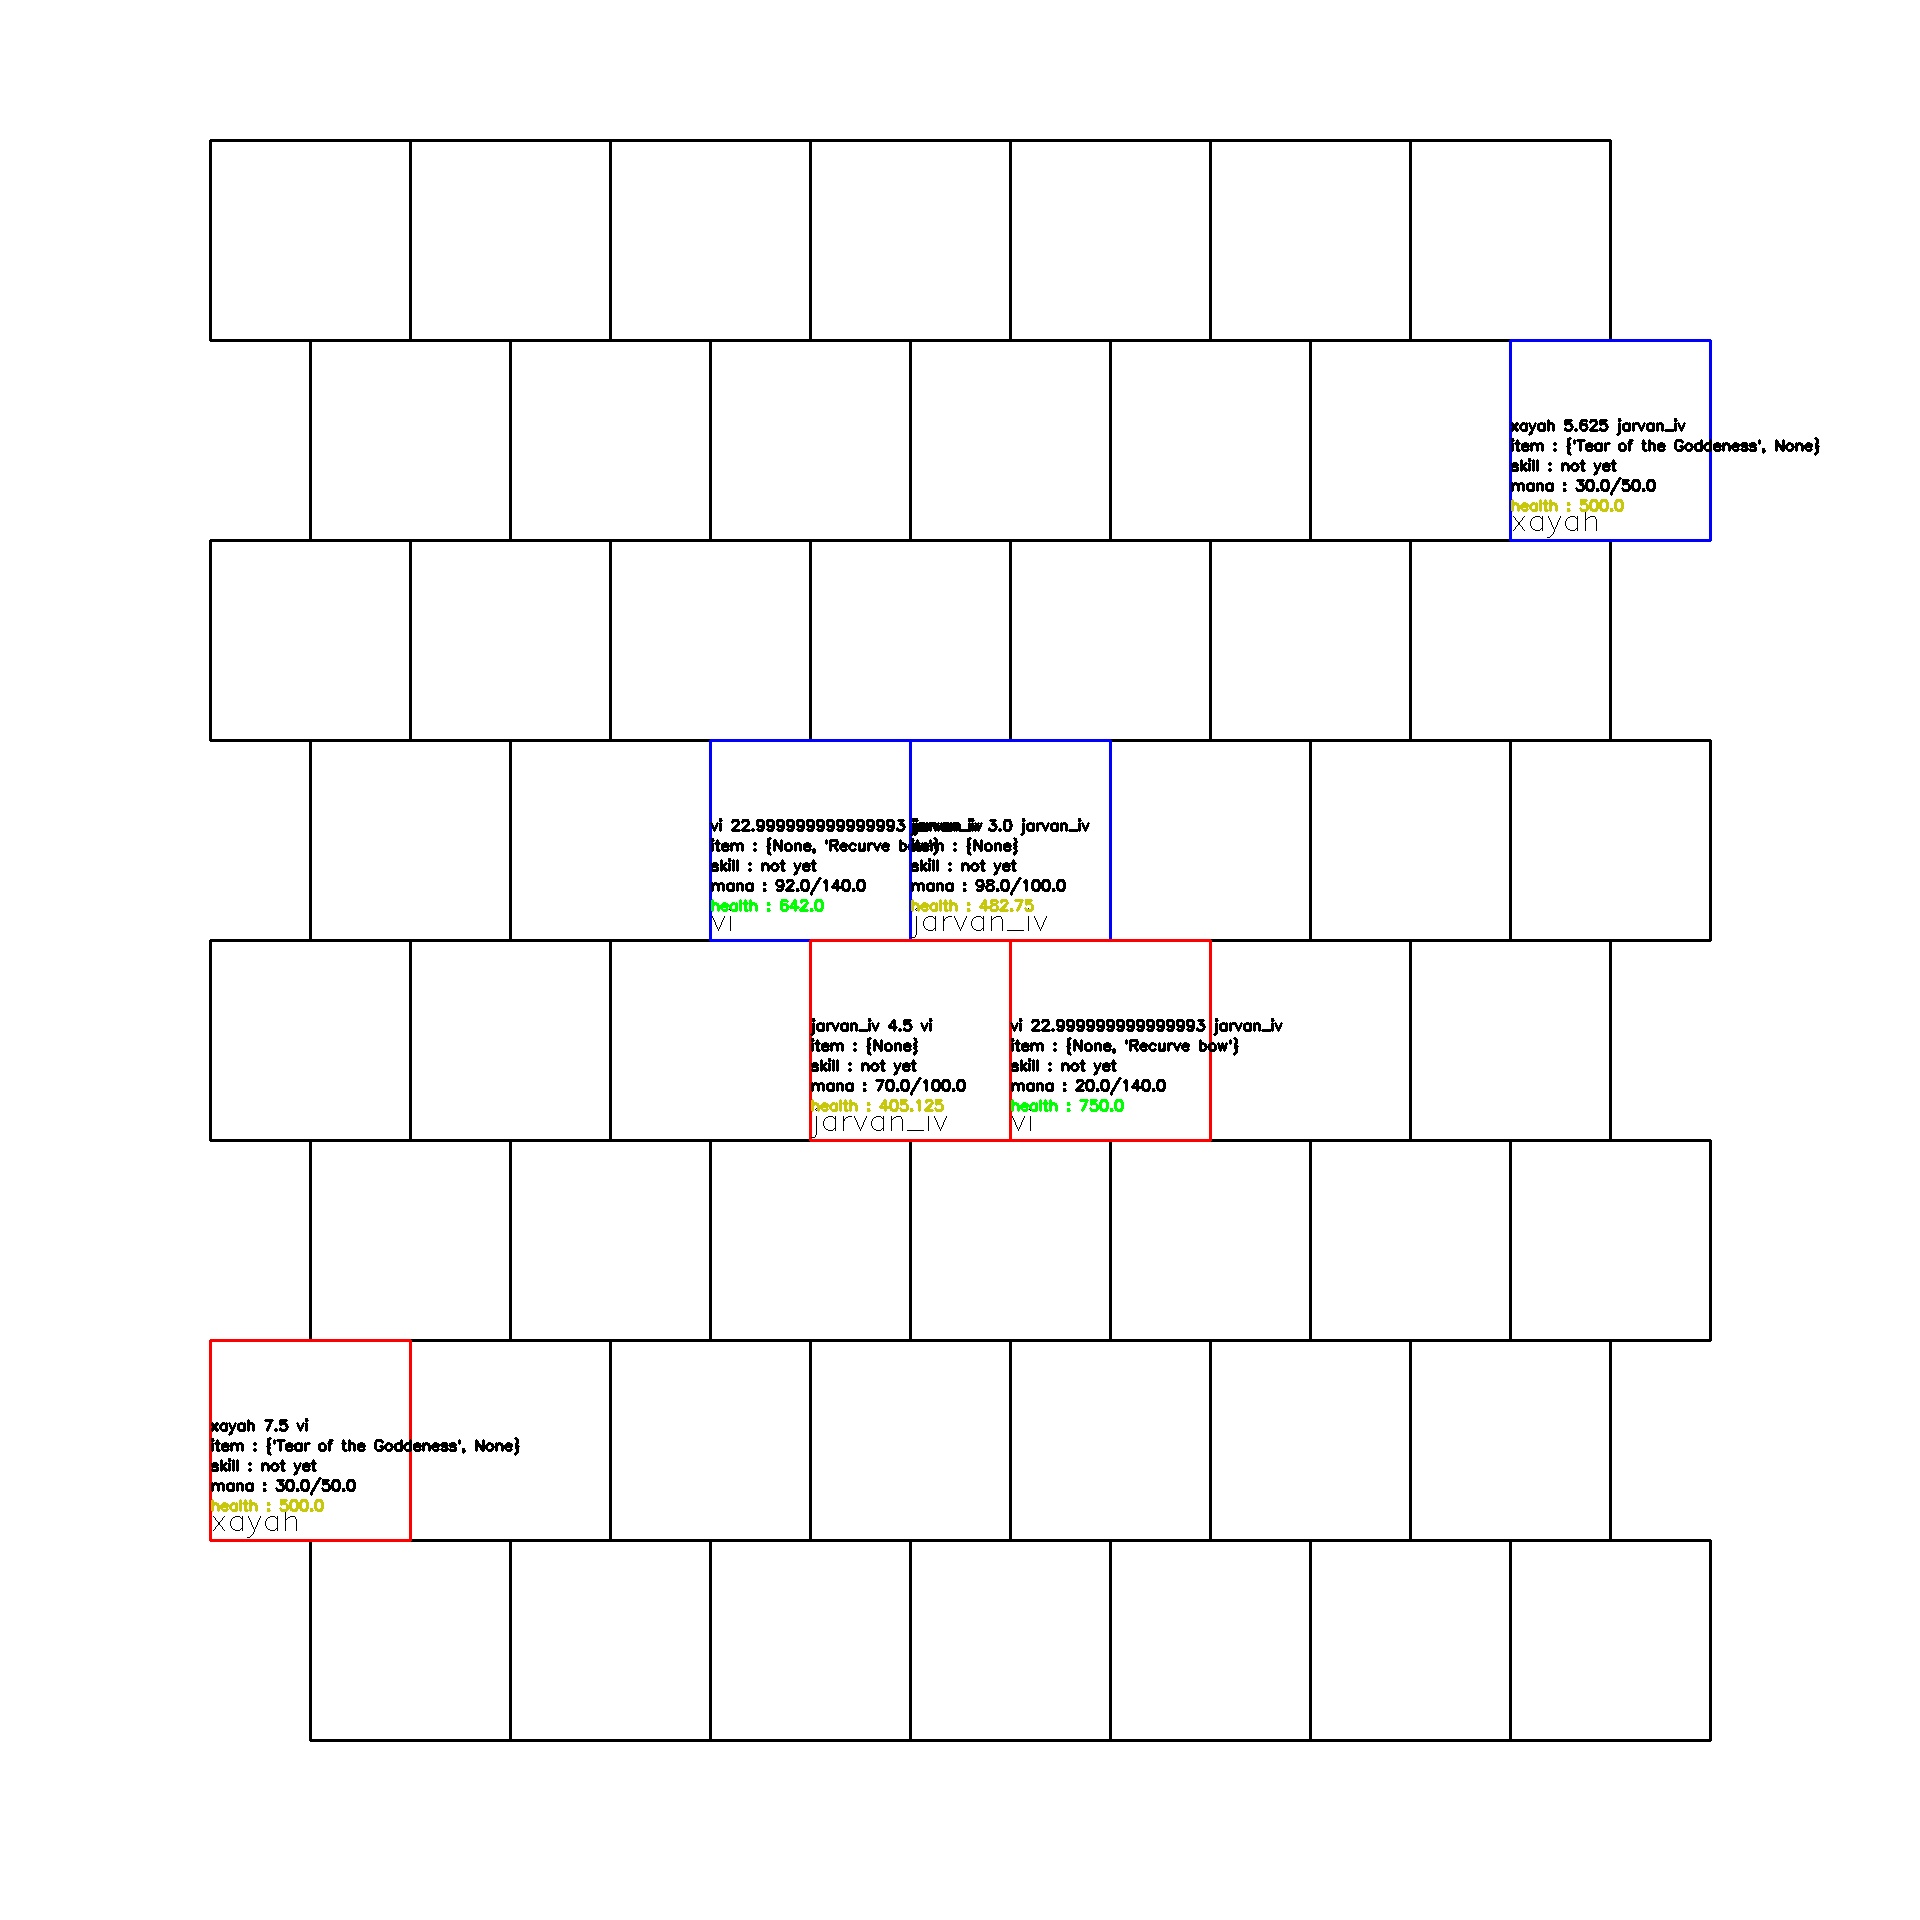 xayah 5.625 jarvan_iv
item : {'Tear of the Goddeness', None}
skill : not yet
mana : 30.0/50.0
health : 500.0
xayah
vi 22.999999999999993 jarvan_iv
item : {None, 'Recurve bow'}
skill : not yet
mana : 92.0/140.0
health : 642.0
vi
jarvan_iv 3.0 jarvan_iv
item : {None}
skill : not yet
mana : 98.0/100.0
health : 482.75
jarvan_iv
jarvan_iv 4.5 vi
item : {None}
skill : not yet
mana : 70.0/100.0
health : 405.125
jarvan_iv
vi 22.999999999999993 jarvan_iv
item : {None, 'Recurve bow'}
skill : not yet
mana : 20.0/140.0
health : 750.0
vi
xayah 7.5 vi
item : {'Tear of the Goddeness', None}
skill : not yet
mana : 30.0/50.0
health : 500.0
xayah